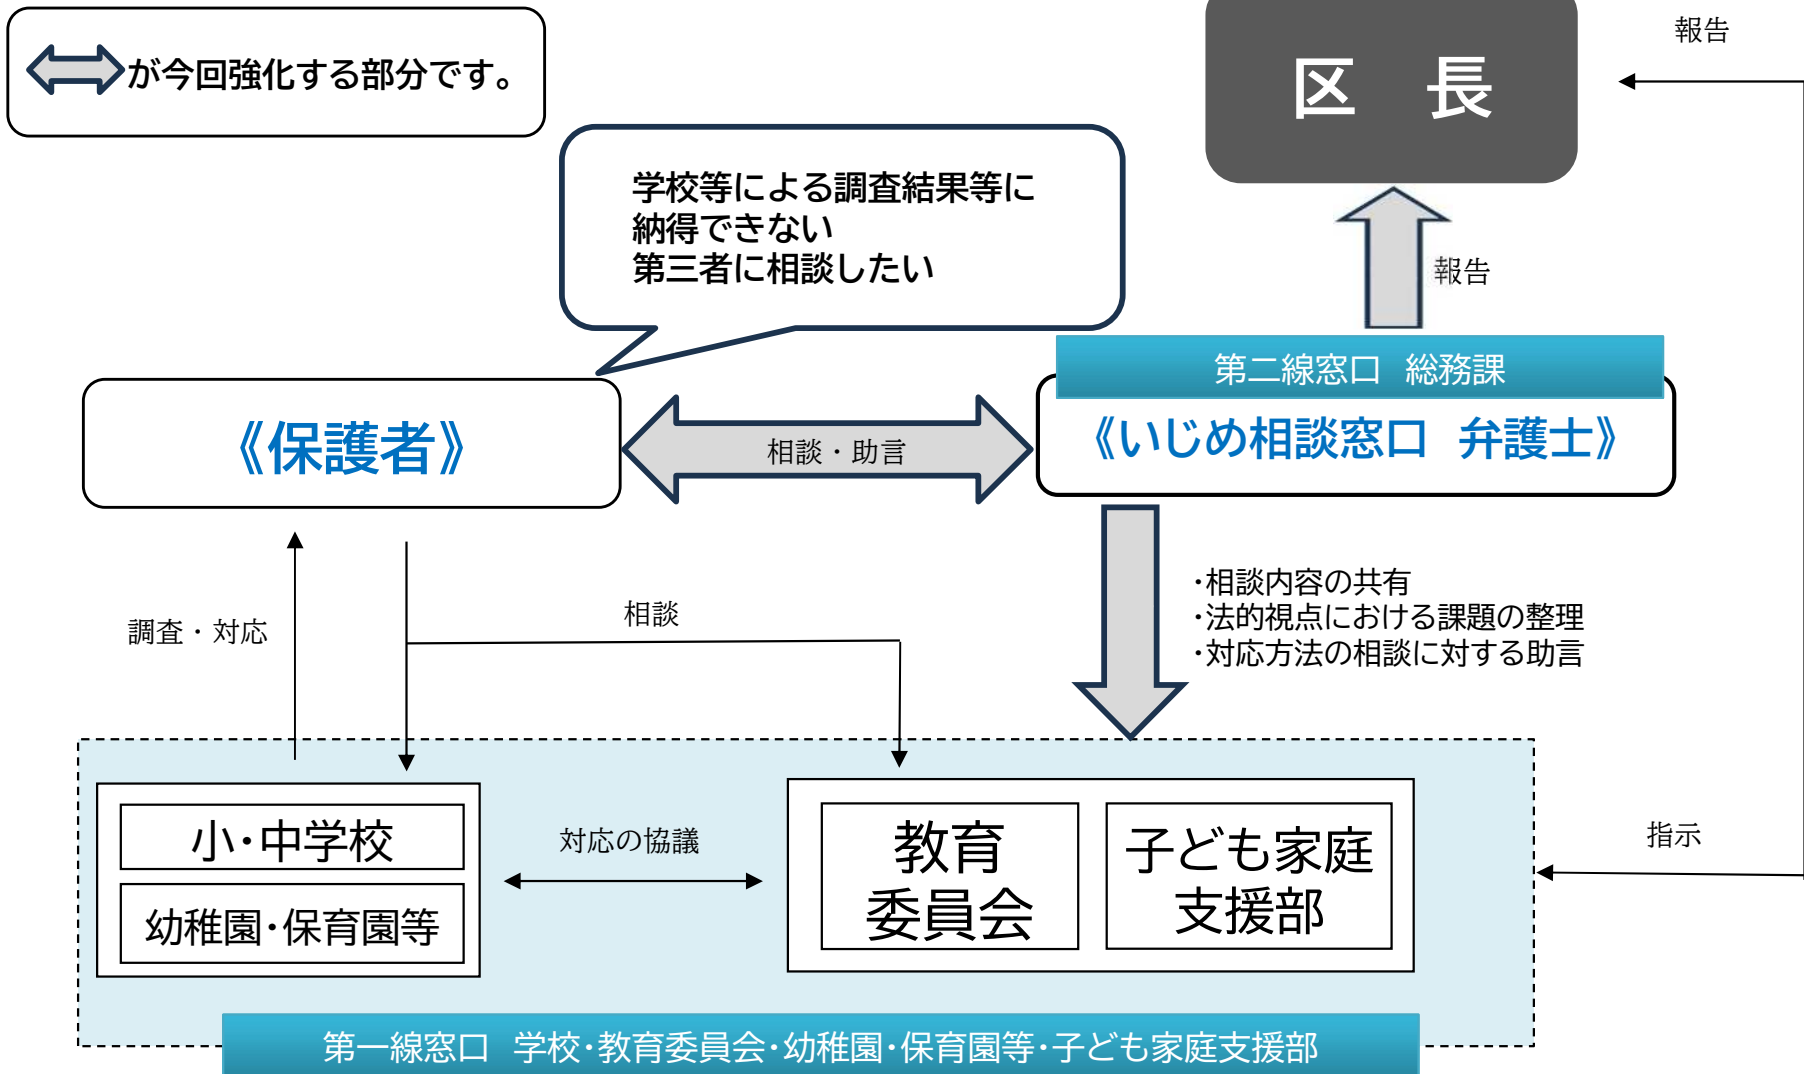 が今回強化する部分です。
区　長
報告
学校等による調査結果等に
納得できない
第三者に相談したい
報告
第二線窓口　総務課
《保護者》
相談・助言
《いじめ相談窓口　弁護士》
・相談内容の共有
・法的視点における課題の整理
・対応方法の相談に対する助言
調査・対応
相談
小・中学校
幼稚園・保育園等
対応の協議
教育
委員会
子ども家庭
支援部
指示
第一線窓口　学校・教育委員会・幼稚園・保育園等・子ども家庭支援部